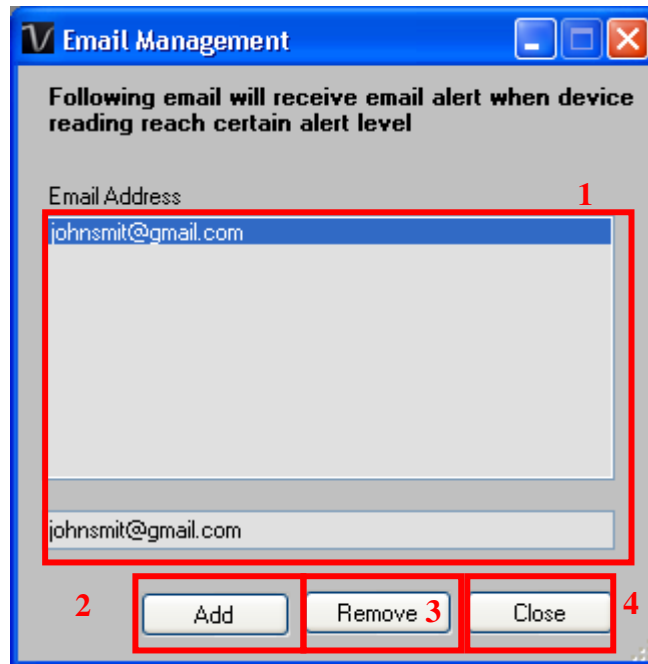 Email Management
Following email will receive email alert when device
reading reach certain alert level
Email Address
1
johnsmit@gmail.com
johnsmit@gmail.com
2
Add
Remove
3
Close
4